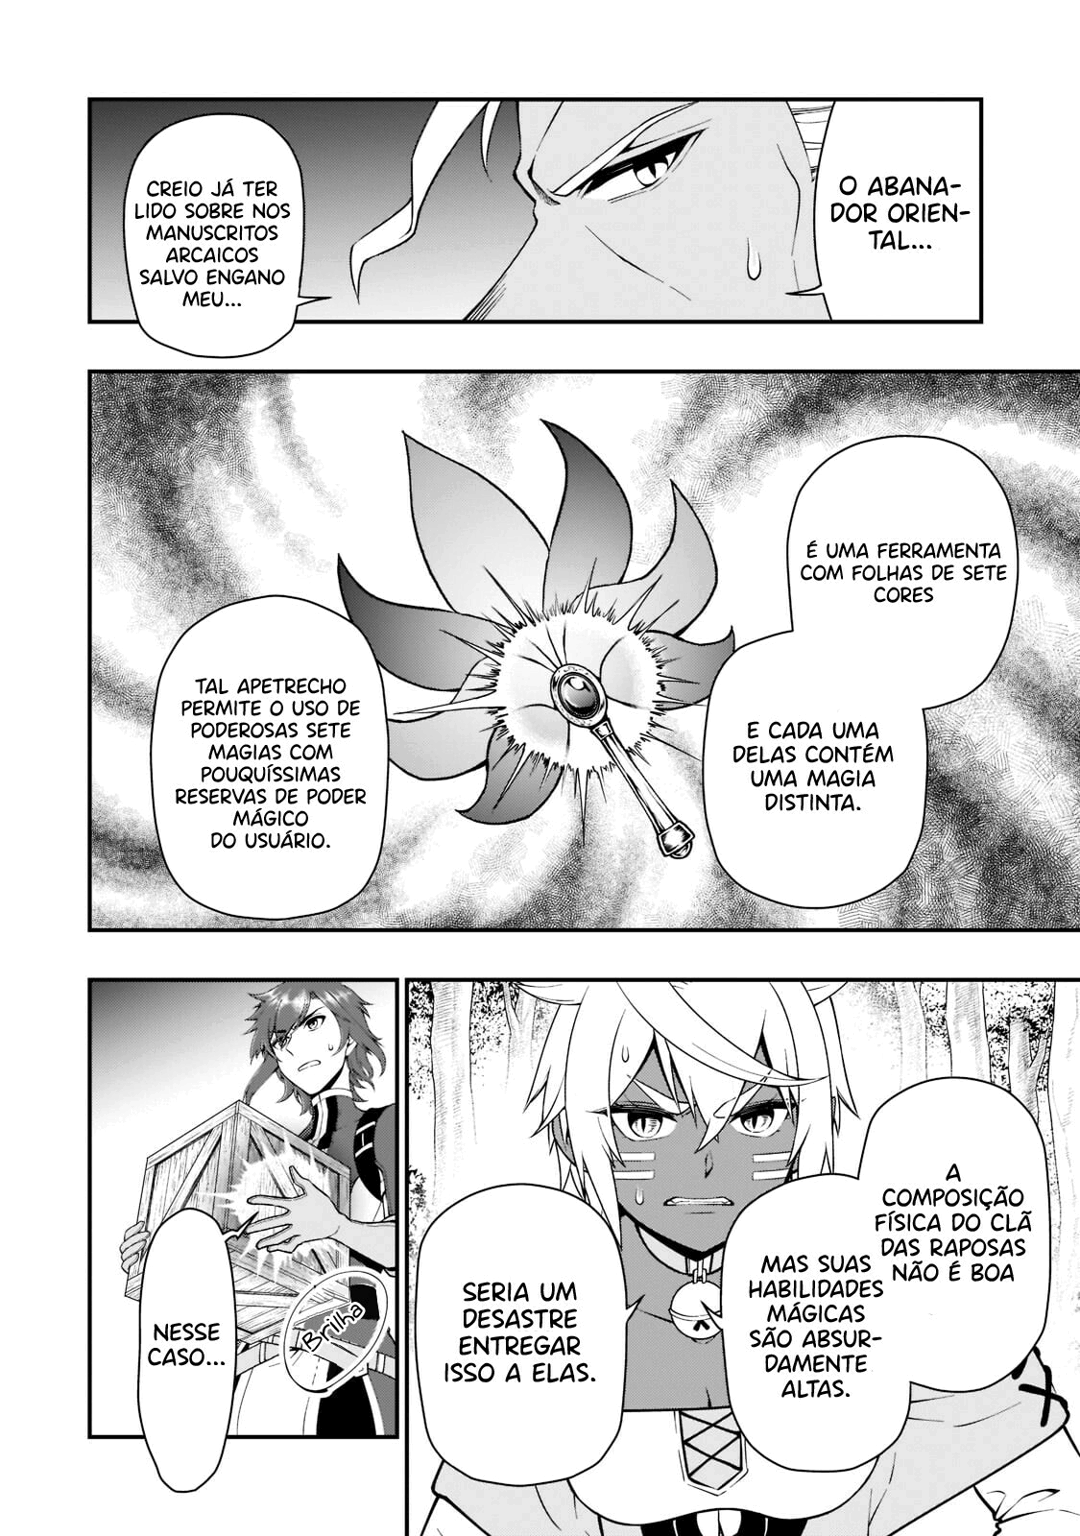 O ABANA-
DOR ORIEN-
TAL...
CREIO JÁ TER
LIDO SOBRE NOS
MANUSCRITOS
ARCAICOS
SALVO ENGANO
MEU...
É UMA FERRAMENTA
COM FOLHAS DE SETE
CORES
E CADA UMA
DELAS CONTÉM
UMA MAGIA
DISTINTA.
TAL APETRECHO
PERMITE O USO DE
PODEROSAS SETE
MAGIAS COM
POUQUÍSSIMAS
RESERVAS DE PODER
MÁGICO
DO USUÁRIO.
A
COMPOSIÇÃO
FÍSICA DO CLÃ
DAS RAPOSAS
NÃO É BOA
MAS SUAS
HABILIDADES
MÁGICAS
SÃO ABSUR-
DAMENTE
ALTAS.
SERIA UM
DESASTRE
ENTREGAR
ISSO A ELAS.
NESSE
CASO...
Brilha